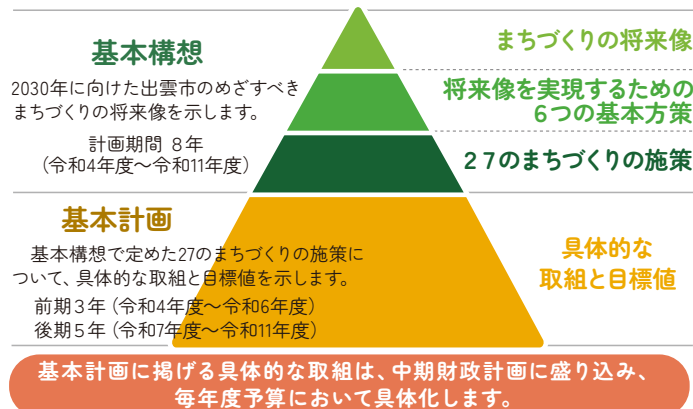 基本構想
2030年に向けた出雲市のめざすべき
まちづくりの将来像を示します。
計画期間 8年
（令和4年度～令和11年度）
まちづくりの将来像
将来像を実現するための
6つの基本方策
27のまちづくりの施策
基本計画
基本構想で定めた27のまちづくりの施策に
ついて、具体的な取組と目標値を示します。
前期3年（令和4年度～令和6年度）
後期5年（令和7年度～令和11年度）
具体的な
取組と目標値
基本計画に掲げる具体的な取組は、中期財政計画に盛り込み、
毎年度予算において具体化します。